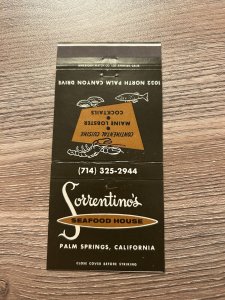 1032 NORTH PALM CANYON DRIVE
CONTINENTAL CUISINE
MAINE LOBSTER
COCKTAILS
(714) 325-2944
Sorrentino's
SEAFOOD HOUSE
PALM SPRINGS, CALIFORNIA
CLOSE COVER BEFORE STRIKING